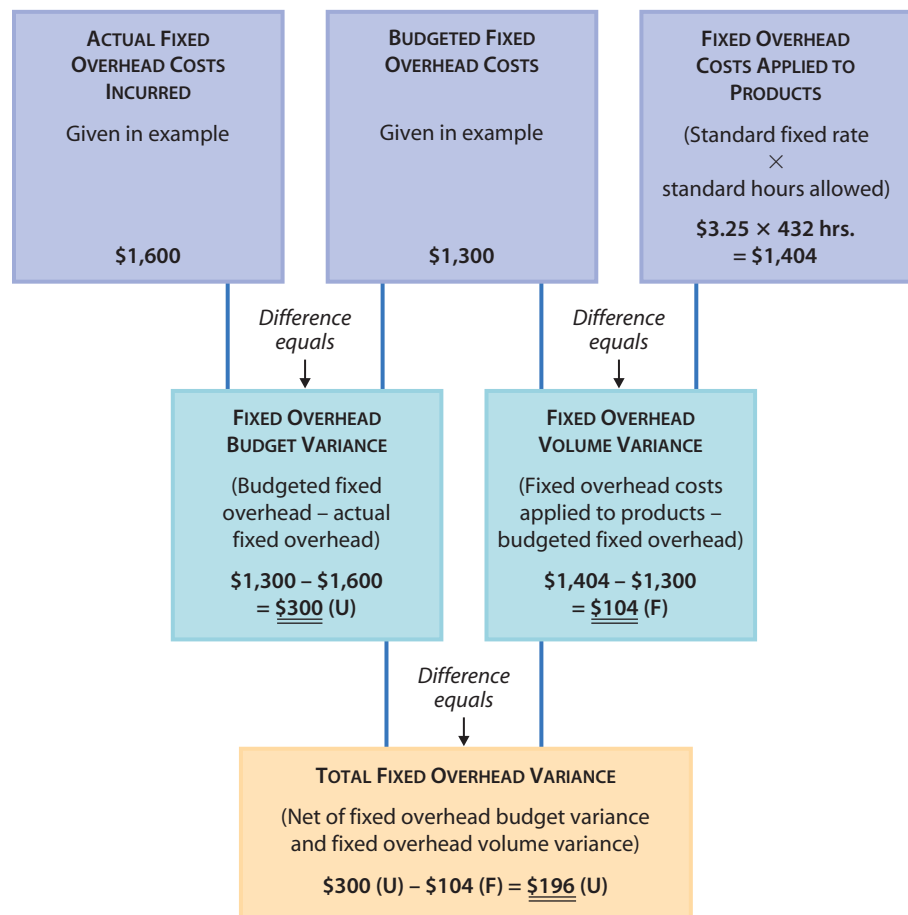 ACTUAL FIXED
OVERHEAD COSTS
INCURRED
Given in example
$1,600
BUDGETED FIXED
OVERHEAD COSTS
Given in example
$1,300
FIXED OVERHEAD
COSTS APPLIED TO
PRODUCTS
(Standard fixed rate
×
standard hours allowed)
$3.25 × 432 hrs.
= $1,404
Difference
equals
Difference
equals
FIXED OVERHEAD
BUDGET VARIANCE
(Budgeted fixed
overhead – actual
fixed overhead)
$1,300 – $1,600
= $300 (U)
FIXED OVERHEAD
VOLUME VARIANCE
(Fixed overhead costs
applied to products –
budgeted fixed overhead)
$1,404 – $1,300
= $104 (F)
Difference
equals
TOTAL FIXED OVERHEAD VARIANCE
(Net of fixed overhead budget variance
and fixed overhead volume variance)
$300 (U) – $104 (F) = $196 (U)